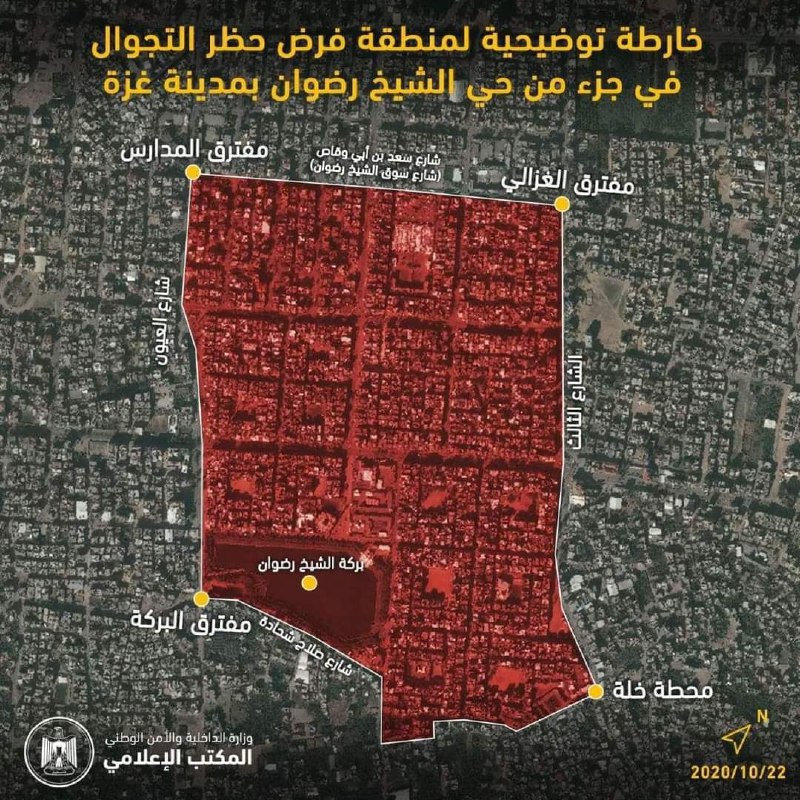 خارطة توضيحية لمنطقة فرض حظر التجوال
في جزء من حي الشيخ رضوان بمدينة غزة
مفترق المدارس
شارع سعد بن أبي وقاص
(شارع سوق الشيخ رضوان)
مفترق الغزالي
شارع العيون
الشارع الثالث
بركة الشيخ رضوان
مفترق البركة
شارع صلاح شحادة
محطة خلة
وزارة الداخلية والأمن الوطني
المكتب الإعلامي
N
2020/10/22